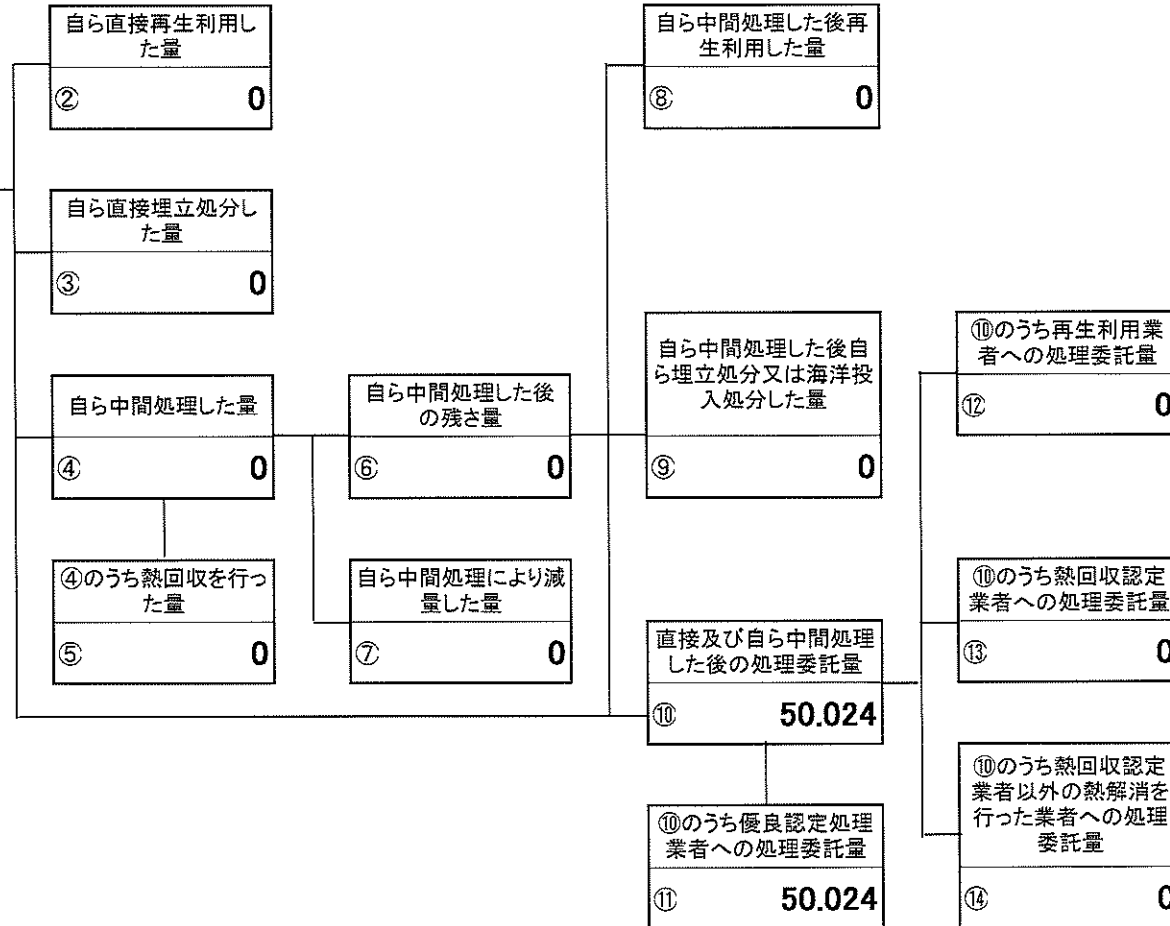 自ら直接再生利用し
た量
② 0
自ら中間処理した後再
生利用した量
⑧ 0
自ら直接埋立処分し
た量
③ 0
自ら中間処理した量
④ 0
自ら中間処理した後
の残さ量
⑥ 0
自ら中間処理した後自
ら埋立処分又は海洋投
入処分した量
⑨ 0
⑩のうち再生利用業
者への処理委託量
⑫ 0
④のうち熱回収を行っ
た量
⑤ 0
自ら中間処理により減
量した量
⑦ 0
直接及び自ら中間処理
した後の処理委託量
⑩ 50.024
⑩のうち熱回収認定
業者への処理委託量
⑬ 0
⑩のうち優良認定処理
業者への処理委託量
⑪ 50.024
⑩のうち熱回収認定
業者以外の熱解消を
行った業者への処理
委託量
⑭ 0